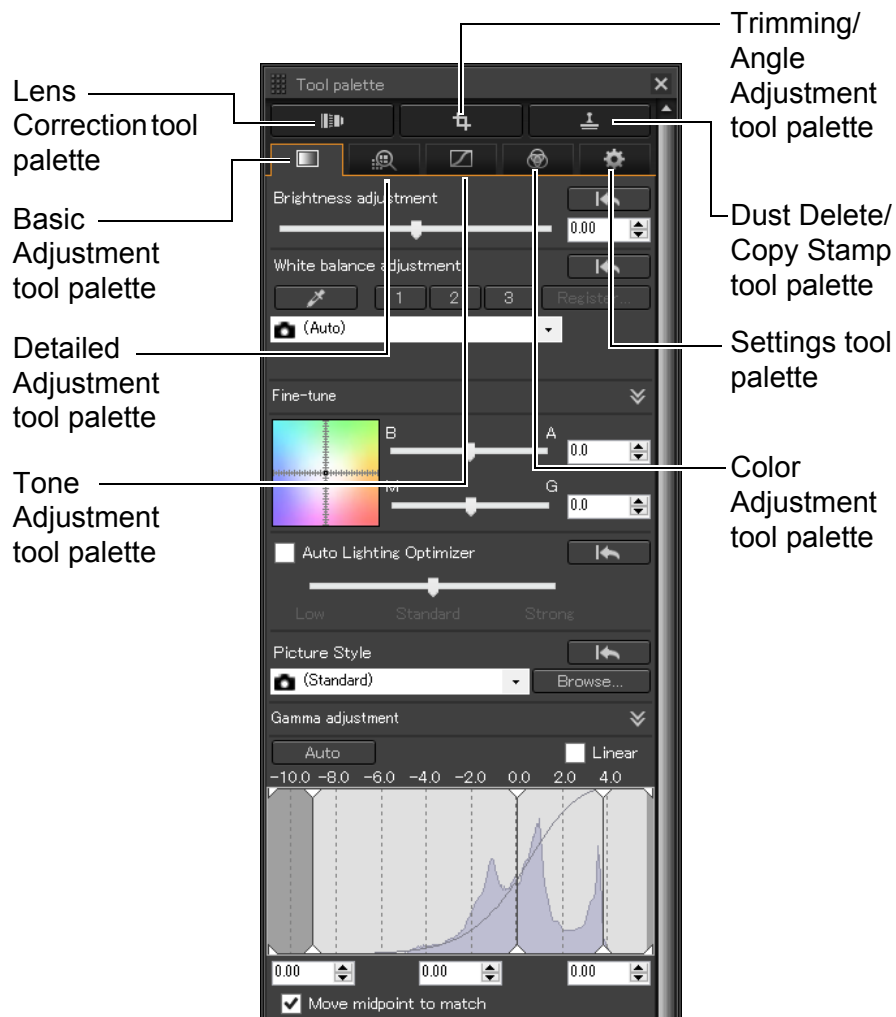 Trimming/
Angle
Adjustment
tool palette
Lens
Correction tool
palette
Basic
Adjustment
tool palette
Detailed
Adjustment
tool palette
Tone
Adjustment
tool palette
Tool palette
Brightness adjustment
0.00
White balance adjustment
1 2 3 Register...
(Auto)
Fine-tune
B A 0.0
M G 0.0
Auto Lighting Optimizer
Low Standard Strong
Picture Style
(Standard) Browse...
Gamma adjustment
Auto Linear
-10.0 -8.0 -6.0 -4.0 -2.0 0.0 2.0 4.0
0.00 0.00 0.00
Move midpoint to match
Dust Delete/
Copy Stamp
tool palette
Settings tool
palette
Color
Adjustment
tool palette